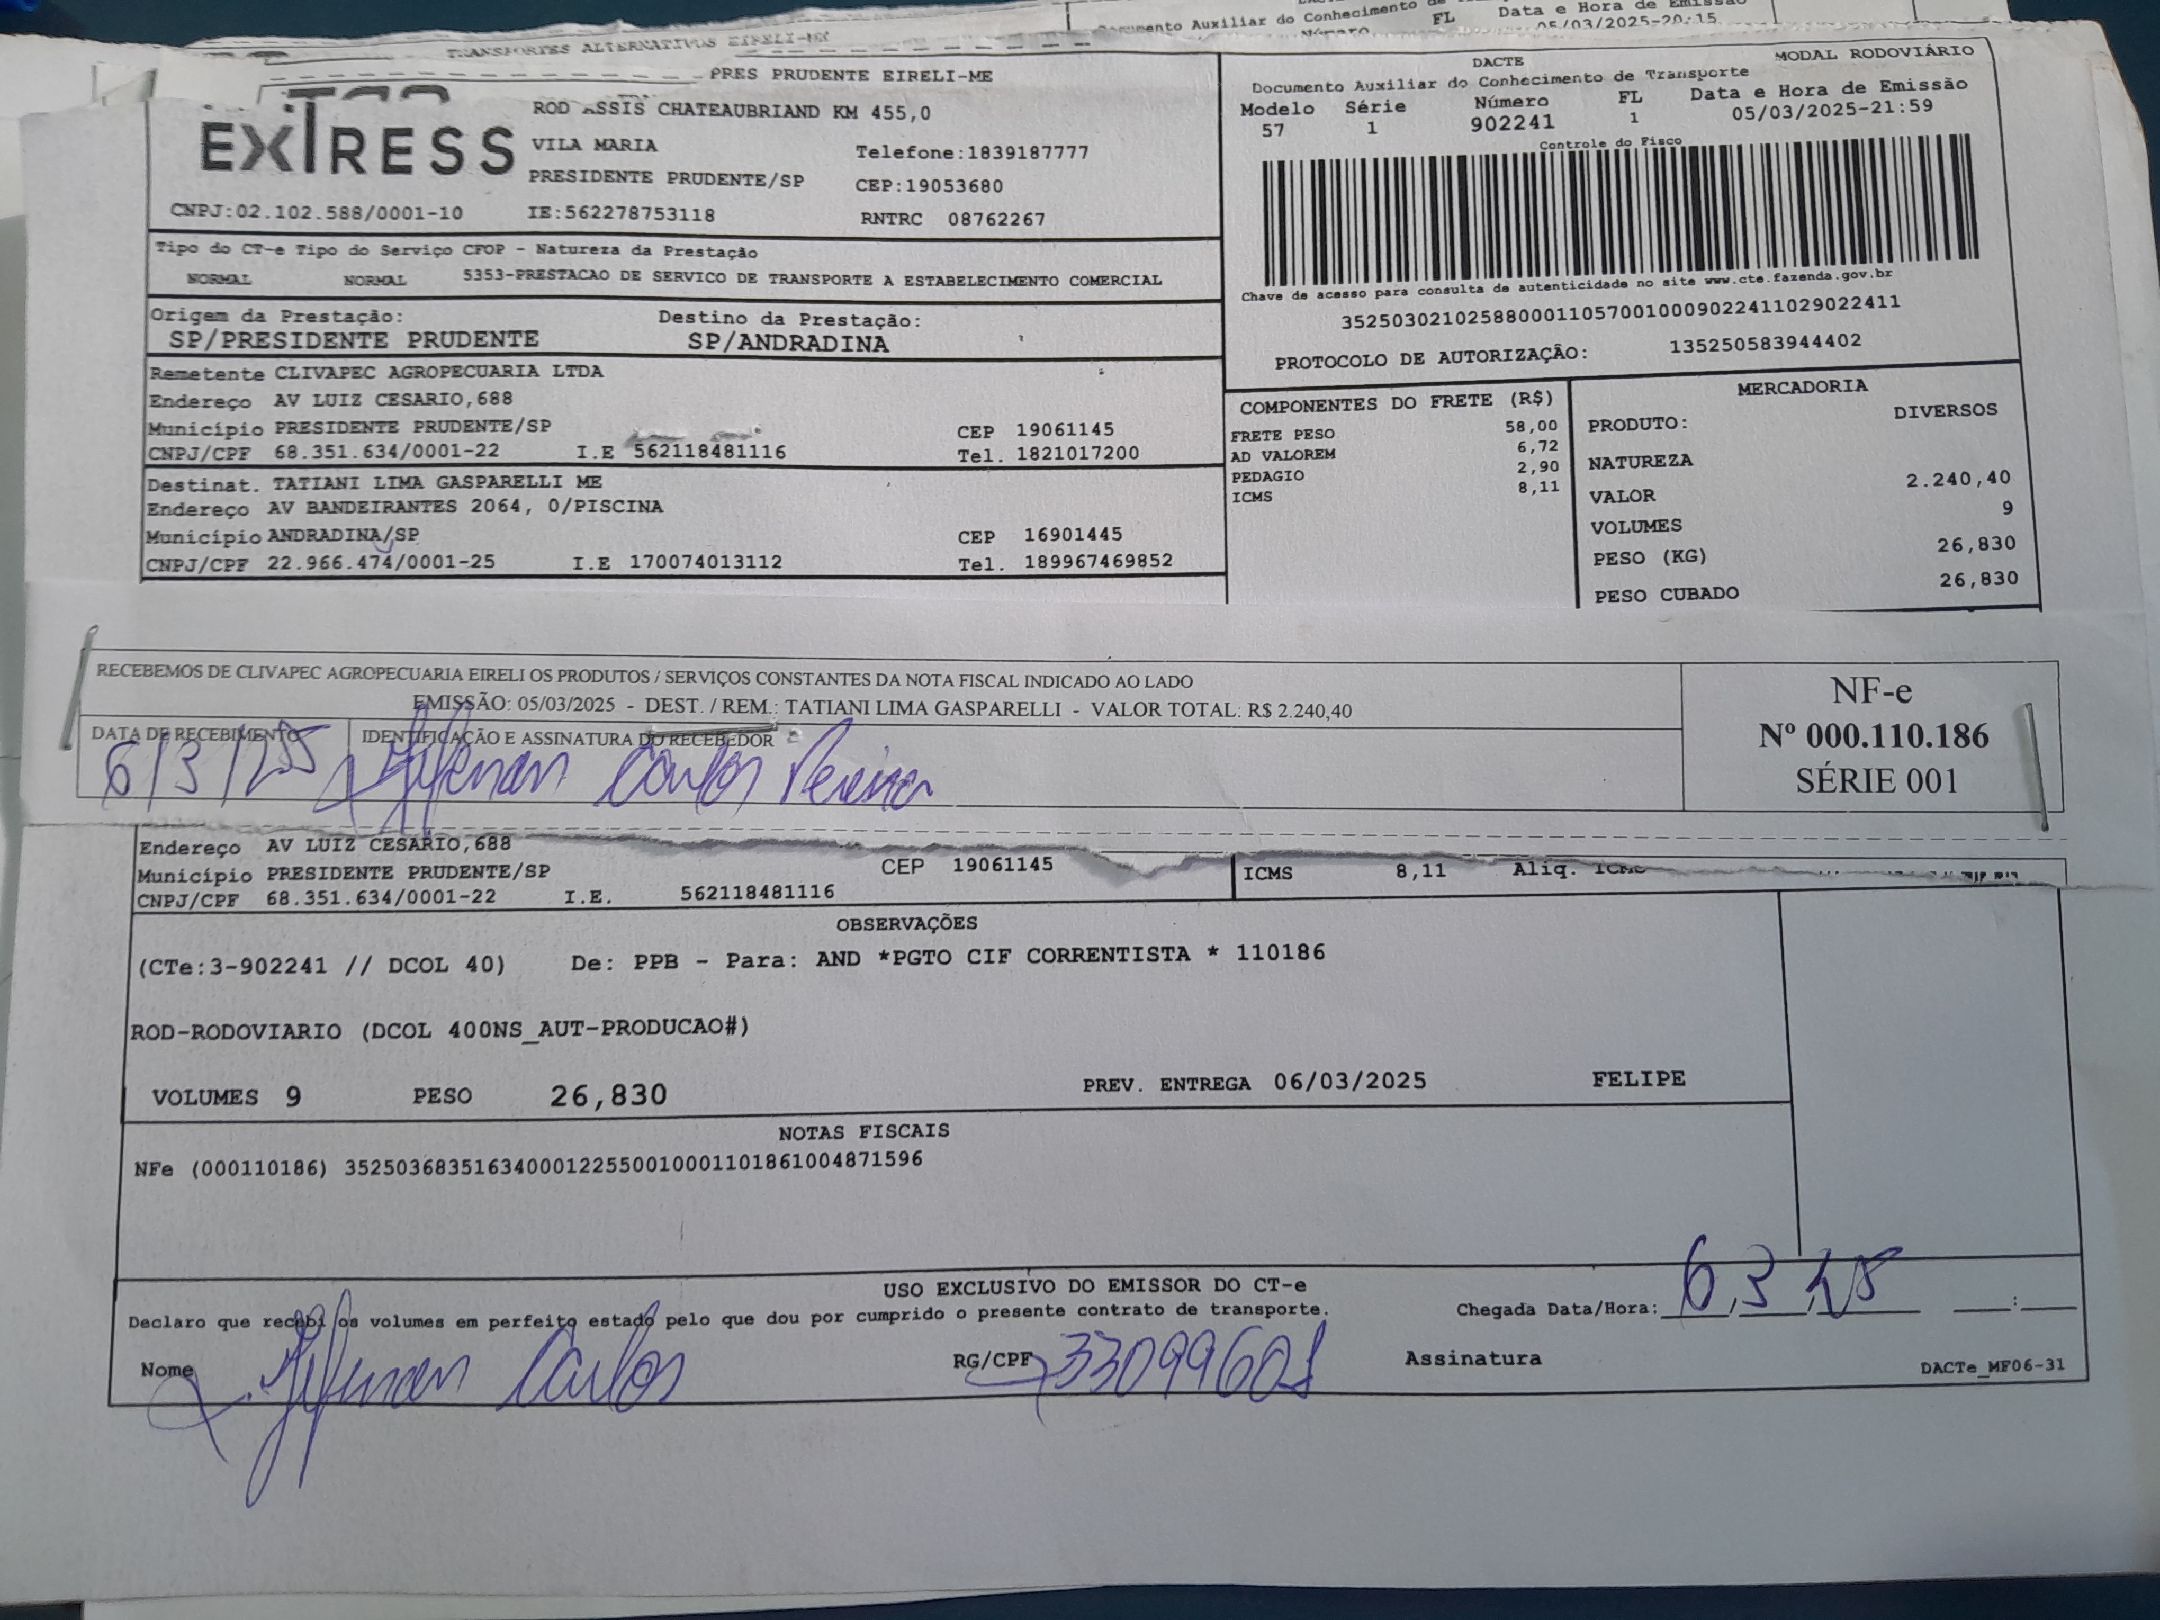 Documento Auxiliar do Conhecimento de
FL
Data e Hora de Emissão
Número
05/03/2025-20:15
TRANSPORTES ALTERNATIVOS EIRELI-ME
PRES PRUDENTE EIRELI-ME
EXTRESS
ROD ASSIS CHATEAUBRIAND KM 455,0
VILA MARIA
Telefone:1839187777
PRESIDENTE PRUDENTE/SP
CEP:19053680
CNPJ:02.102.588/0001-10 IE:562278753118 RNTRC 08762267
DACTE
MODAL RODOVIÁRIO
Documento Auxiliar do Conhecimento de Transporte
Modelo Série Número FL Data e Hora de Emissão
57 1 902241 1 05/03/2025-21:59
Controle do Fisco
Chave de acesso para consulta de autenticidade no site www.cte.fazenda.gov.br
35250302102588000110570010009022411029022411
PROTOCOLO DE AUTORIZAÇÃO: 135250583944402
Tipo do CT-e Tipo do Serviço CFOP - Natureza da Prestação
NORMAL NORMAL 5353-PRESTACAO DE SERVICO DE TRANSPORTE A ESTABELECIMENTO COMERCIAL
Origem da Prestação: Destino da Prestação:
SP/PRESIDENTE PRUDENTE SP/ANDRADINA
Remetente CLIVAPEC AGROPECUARIA LTDA
Endereço AV LUIZ CESARIO,688
Município PRESIDENTE PRUDENTE/SP CEP 19061145
CNPJ/CPF 68.351.634/0001-22 I.E 562118481116 Tel. 1821017200
Destinat. TATIANI LIMA GASPARELLI ME
Endereço AV BANDEIRANTES 2064, 0/PISCINA
Município ANDRADINA/SP CEP 16901445
CNPJ/CPF 22.966.474/0001-25 I.E 170074013112 Tel. 189967469852
COMPONENTES DO FRETE (R$)
FRETE PESO 58,00
AD VALOREM 6,72
PEDAGIO 2,90
ICMS 8,11
MERCADORIA
PRODUTO: DIVERSOS
NATUREZA
VALOR 2.240,40
VOLUMES 9
PESO (KG) 26,830
PESO CUBADO 26,830
RECEBEMOS DE CLIVAPEC AGROPECUARIA EIRELI OS PRODUTOS / SERVIÇOS CONSTANTES DA NOTA FISCAL INDICADO AO LADO
EMISSÃO: 05/03/2025 - DEST. / REM.: TATIANI LIMA GASPARELLI - VALOR TOTAL: R$ 2.240,40
DATA DE RECEBIMENTO IDENTIFICAÇÃO E ASSINATURA DO RECEBEDOR
6/3/25 Carlos Pereira
NF-e
Nº 000.110.186
SÉRIE 001
Endereço AV LUIZ CESARIO,688
Município PRESIDENTE PRUDENTE/SP CEP 19061145
CNPJ/CPF 68.351.634/0001-22 I.E. 562118481116
ICMS 8,11 Aliq. ICMS
OBSERVAÇÕES
(CTe:3-902241 // DCOL 40) De: PPB - Para: AND *PGTO CIF CORRENTISTA * 110186
ROD-RODOVIARIO (DCOL 400NS_AUT-PRODUCAO#)
VOLUMES 9 PESO 26,830 PREV. ENTREGA 06/03/2025 FELIPE
NOTAS FISCAIS
NFe (000110186) 35250368351634000122550010001101861004871596
USO EXCLUSIVO DO EMISSOR DO CT-e
Declaro que recebi os volumes em perfeito estado pelo que dou por cumprido o presente contrato de transporte.
Chegada Data/Hora: 6/3/25 :
Nome Carlos RG/CPF 33099601 Assinatura
DACTe_MF06-31